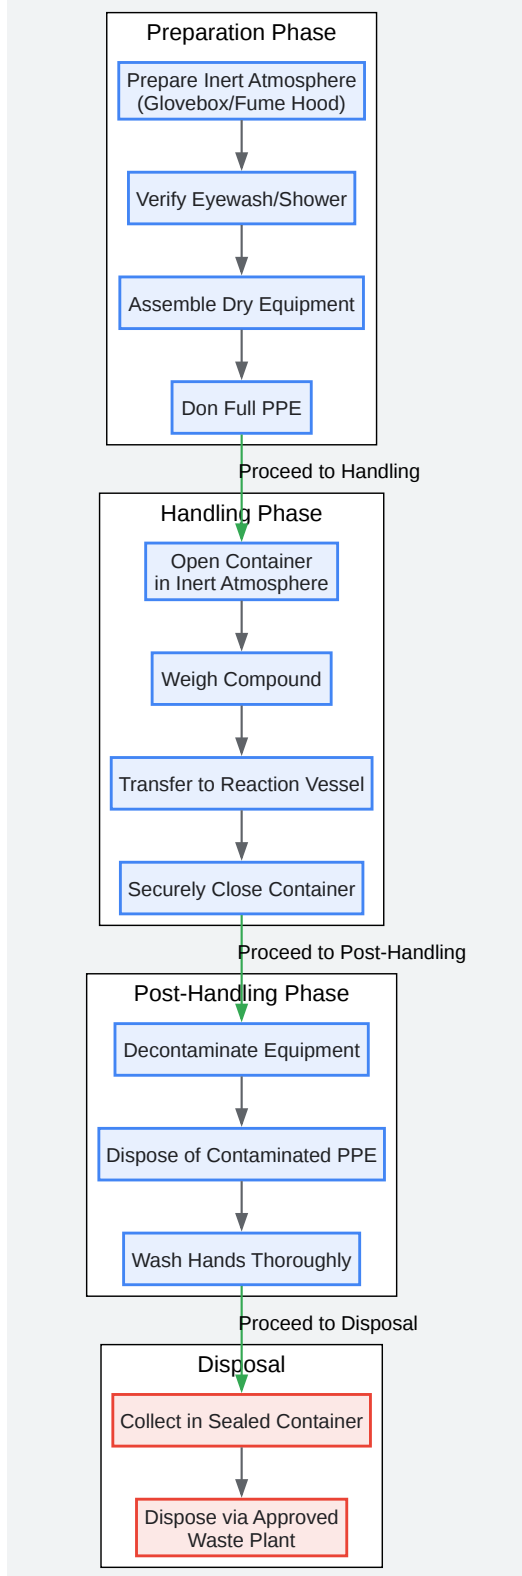 Preparation Phase
Prepare Inert Atmosphere
(Glovebox/Fume Hood)
Verify Eyewash/Shower
Assemble Dry Equipment
Don Full PPE
Proceed to Handling
Handling Phase
Open Container
in Inert Atmosphere
Weigh Compound
Transfer to Reaction Vessel
Securely Close Container
Proceed to Post-Handling
Post-Handling Phase
Decontaminate Equipment
Dispose of Contaminated PPE
Wash Hands Thoroughly
Proceed to Disposal
Disposal
Collect in Sealed Container
Dispose via Approved
Waste Plant